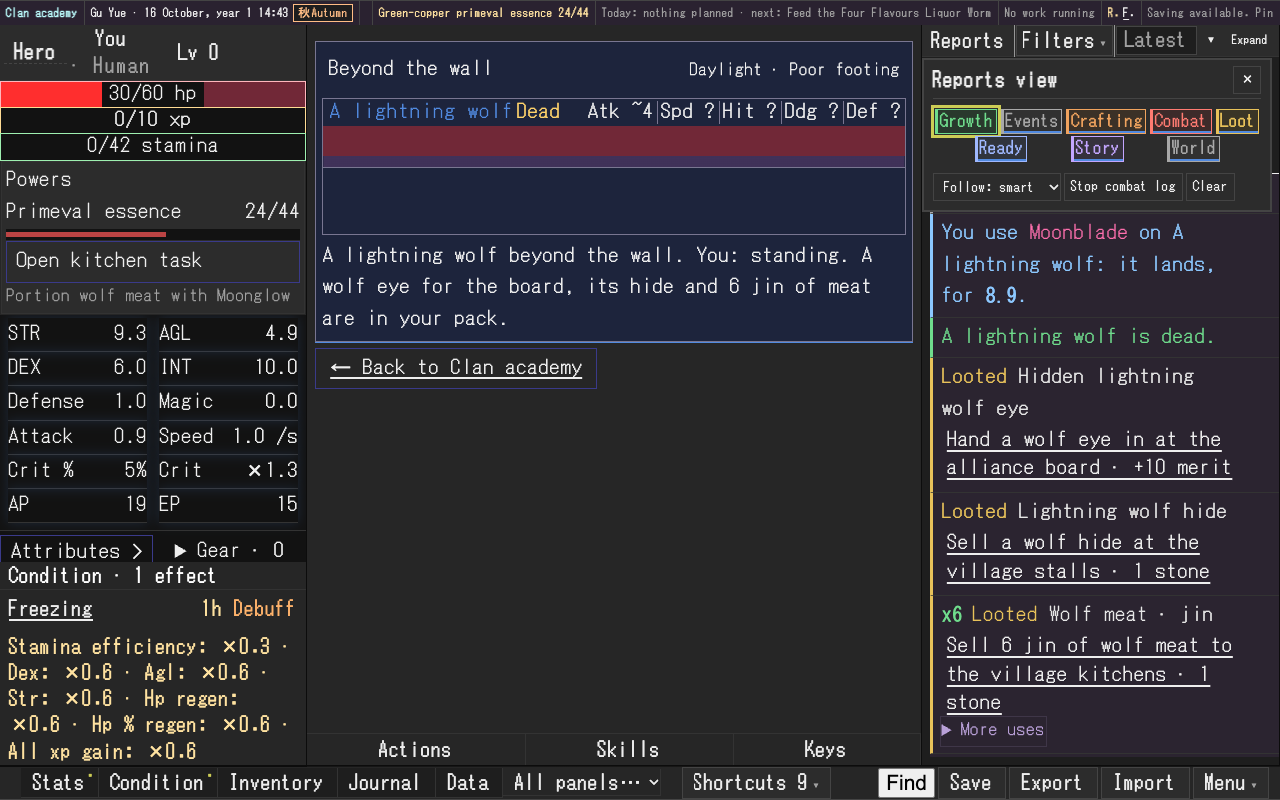 Clan academy Gu Yue · 16 October, year 1 14:43 秋Autumn Green-copper primeval essence 24/44 Today: nothing planned · next: Feed the Four Flavours Liquor Worm No work running R.F. Saving available. Pin
Hero · You Human Lv 0
30/60 hp
0/10 xp
0/42 stamina
Powers
Primeval essence 24/44
Open kitchen task
Portion wolf meat with Moonglow
STR 9.3 AGL 4.9
DEX 6.0 INT 10.0
Defense 1.0 Magic 0.0
Attack 0.9 Speed 1.0 /s
Crit % 5% Crit ×1.3
AP 19 EP 15
Attributes > ▶ Gear · 0
Condition · 1 effect
Freezing 1h Debuff
Stamina efficiency: ×0.3 ·
Dex: ×0.6 · Agl: ×0.6 ·
Str: ×0.6 · Hp regen:
×0.6 · Hp % regen: ×0.6 ·
All xp gain: ×0.6
Beyond the wall Daylight · Poor footing
A lightning wolf Dead Atk ~4 Spd ? Hit ? Ddg ? Def ?
A lightning wolf beyond the wall. You: standing. A
wolf eye for the board, its hide and 6 jin of meat
are in your pack.
← Back to Clan academy
Actions Skills Keys
Reports Filters ▾ Latest ▼ Expand
Reports view ×
Growth Events Crafting Combat Loot
Ready Story World
Follow: smart Stop combat log Clear
You use Moonblade on A
lightning wolf: it lands,
for 8.9.
A lightning wolf is dead.
Looted Hidden lightning
wolf eye
Hand a wolf eye in at the
alliance board · +10 merit
Looted Lightning wolf hide
Sell a wolf hide at the
village stalls · 1 stone
x6 Looted Wolf meat · jin
Sell 6 jin of wolf meat to
the village kitchens · 1
stone
▶ More uses
Stats Condition Inventory Journal Data All panels… Shortcuts 9 ▾ Find Save Export Import Menu ▾